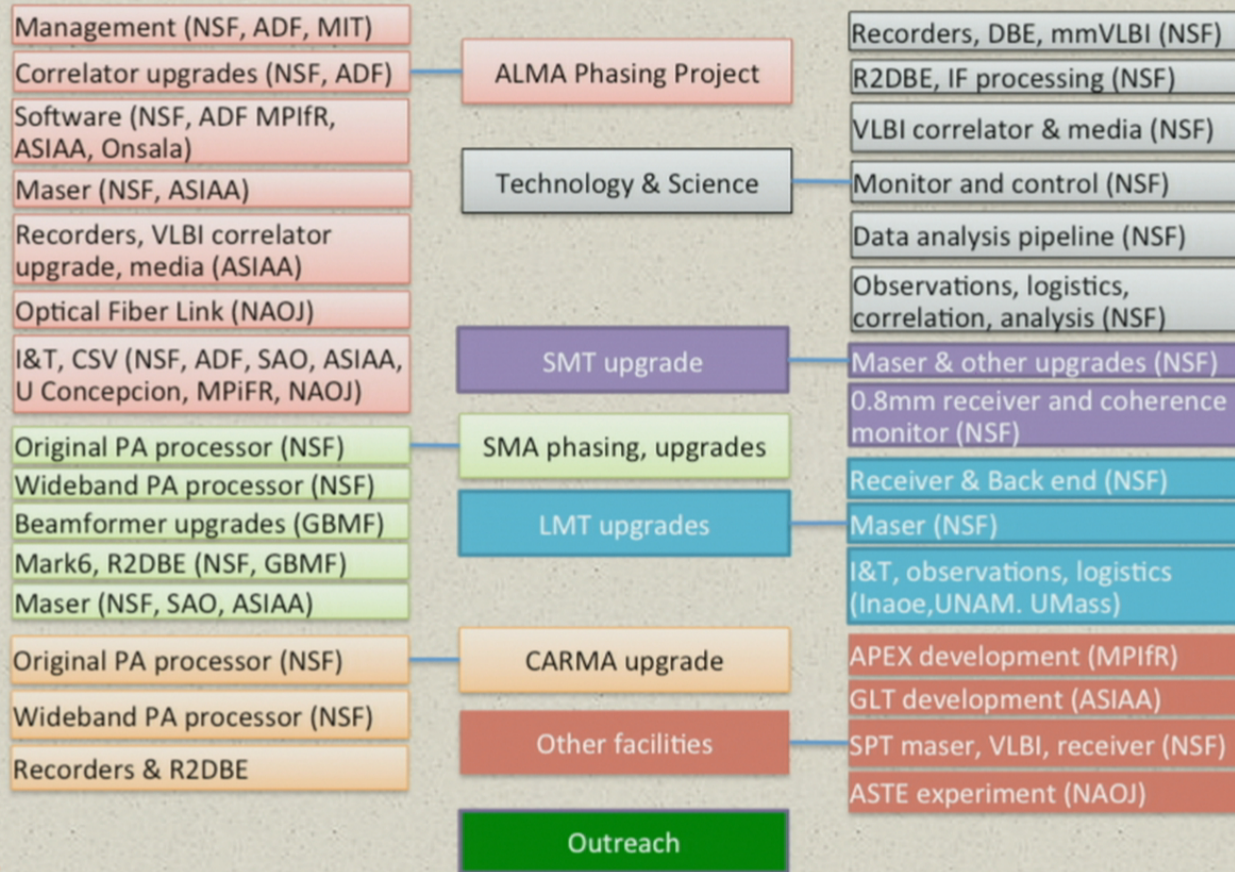 Management (NSF, ADF, MIT)
Correlator upgrades (NSF, ADF)
Software (NSF, ADF MPIfR,
ASIAA, Onsala)
Maser (NSF, ASIAA)
Recorders, VLBI correlator
upgrade, media (ASIAA)
Optical Fiber Link (NAOJ)
I&T, CSV (NSF, ADF, SAO, ASIAA,
U Concepcion, MPiFR, NAOJ)
Original PA processor (NSF)
Wideband PA processor (NSF)
Beamformer upgrades (GBMF)
Mark6, R2DBE (NSF, GBMF)
Maser (NSF, SAO, ASIAA)
Original PA processor (NSF)
Wideband PA processor (NSF)
Recorders & R2DBE
ALMA Phasing Project
Technology & Science
SMT upgrade
SMA phasing, upgrades
LMT upgrades
CARMA upgrade
Other facilities
Outreach
Recorders, DBE, mmVLBI (NSF)
R2DBE, IF processing (NSF)
VLBI correlator & media (NSF)
Monitor and control (NSF)
Data analysis pipeline (NSF)
Observations, logistics,
correlation, analysis (NSF)
Maser & other upgrades (NSF)
0.8mm receiver and coherence
monitor (NSF)
Receiver & Back end (NSF)
Maser (NSF)
I&T, observations, logistics
(Inaoe,UNAM. UMass)
APEX development (MPIfR)
GLT development (ASIAA)
SPT maser, VLBI, receiver (NSF)
ASTE experiment (NAOJ)